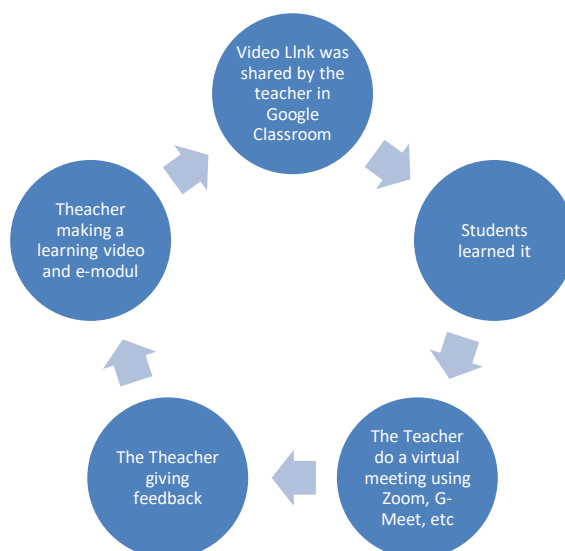 Video LInk was
shared by the
teacher in
Google
Classroom
Students
learned it
The Teacher
do a virtual
meeting using
Zoom, G-
Meet, etc
The Theacher
giving
feedback
Theacher
making a
learning video
and e-modul